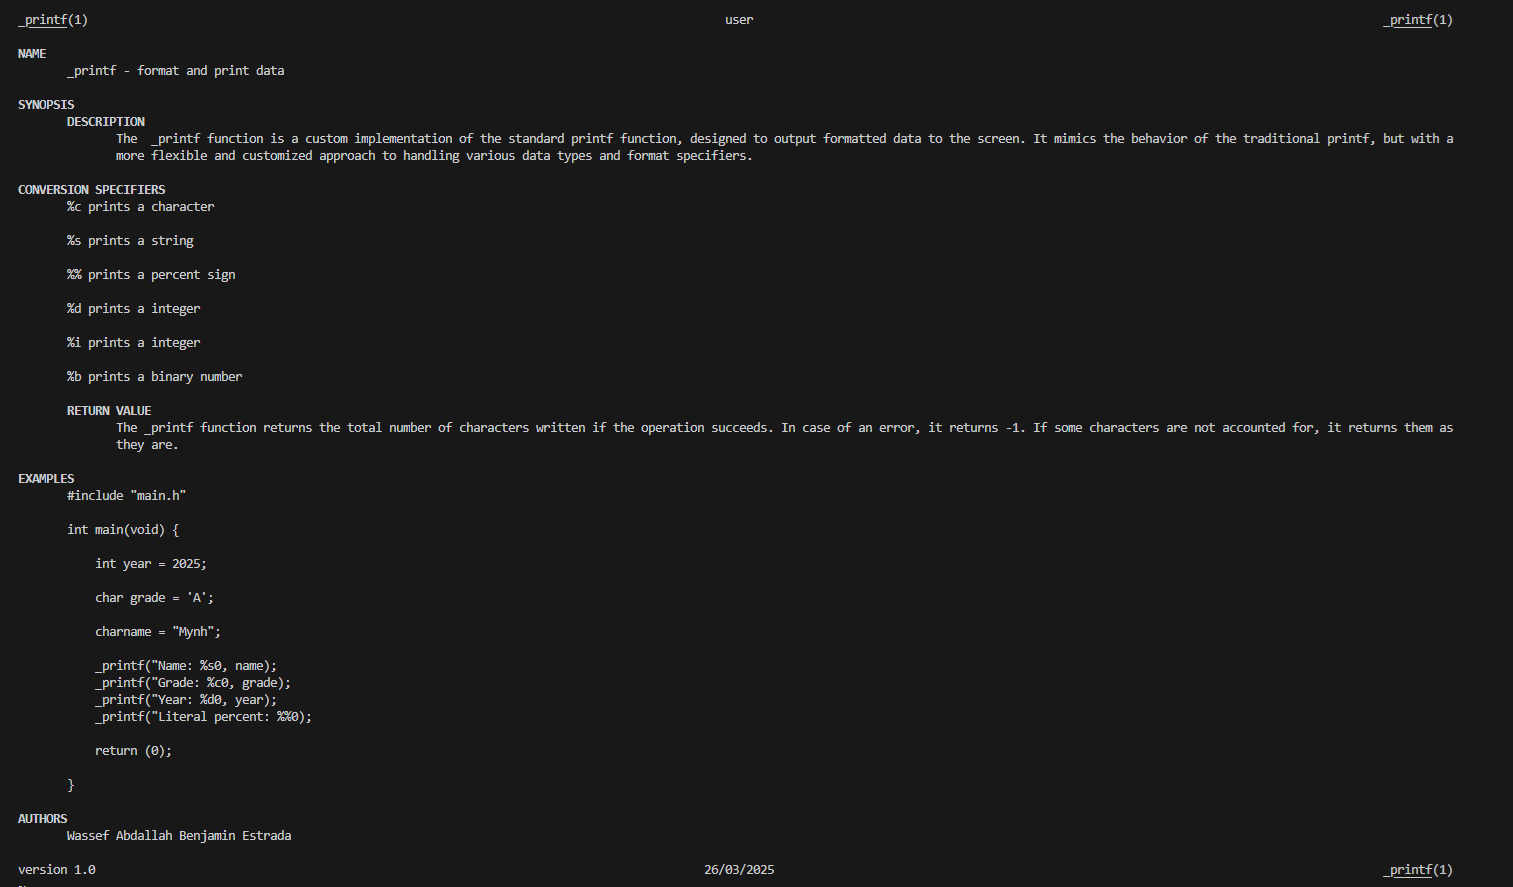 _printf(1) user _printf(1)
NAME
_printf - format and print data
SYNOPSIS
DESCRIPTION
The _printf function is a custom implementation of the standard printf function, designed to output formatted data to the screen. It mimics the behavior of the traditional printf, but with a
more flexible and customized approach to handling various data types and format specifiers.
CONVERSION SPECIFIERS
%c prints a character
%s prints a string
%% prints a percent sign
%d prints a integer
%i prints a integer
%b prints a binary number
RETURN VALUE
The _printf function returns the total number of characters written if the operation succeeds. In case of an error, it returns -1. If some characters are not accounted for, it returns them as
they are.
EXAMPLES
#include "main.h"
int main(void) {
int year = 2025;
char grade = 'A';
charname = "Mynh";
_printf("Name: %s0, name);
_printf("Grade: %c0, grade);
_printf("Year: %d0, year);
_printf("Literal percent: %%0);
return (0);
}
AUTHORS
Wassef Abdallah Benjamin Estrada
version 1.0 26/03/2025 _printf(1)